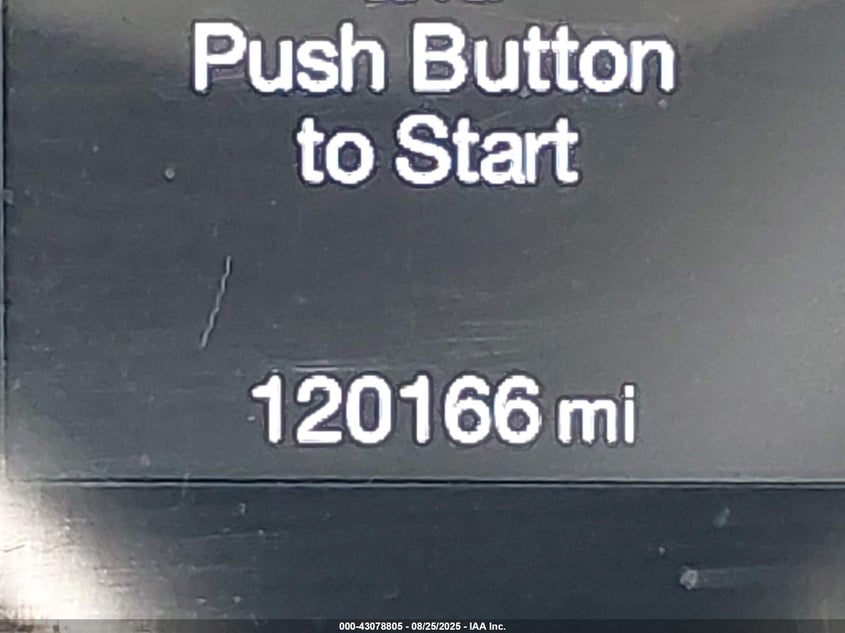 Push Button
to Start
120166 mi
000-43078805 - 08/25/2025 - IAA Inc.